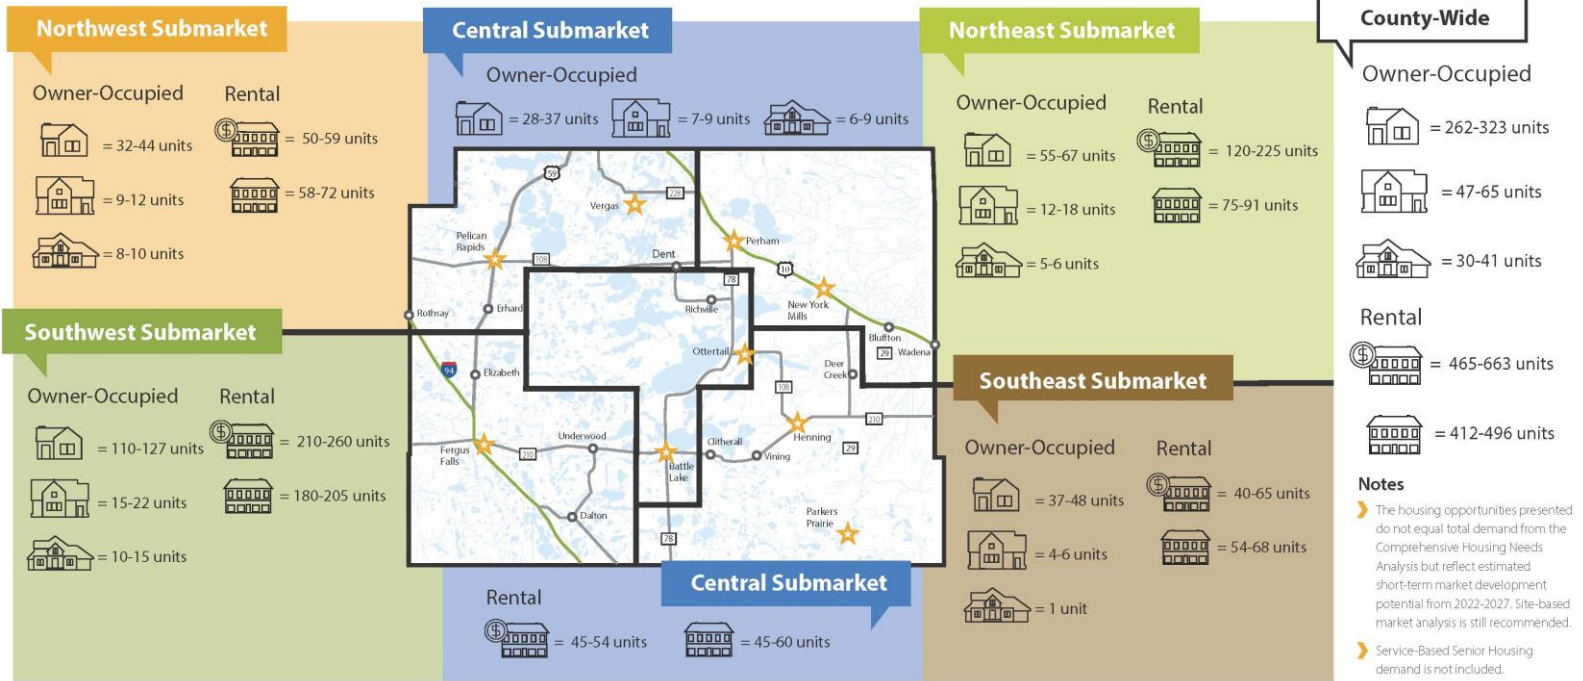 Northwest Submarket
Owner-Occupied
Rental
= 32-44 units
$
= 50-59 units
= 9-12 units
= 58-72 units
= 8-10 units
Central Submarket
Owner-Occupied
= 28-37 units
= 7-9 units
= 6-9 units
Northeast Submarket
Owner-Occupied
Rental
= 55-67 units
$
= 120-225 units
= 12-18 units
= 75-91 units
= 5-6 units
County-Wide
Owner-Occupied
= 262-323 units
= 47-65 units
= 30-41 units
Rental
$
= 465-663 units
= 412-496 units
Notes
The housing opportunities presented
do not equal total demand from the
Comprehensive Housing Needs
Analysis but reflect estimated
short-term market development
potential from 2022-2027. Site-based
market analysis is still recommended.
Service-Based Senior Housing
demand is not included.
Southwest Submarket
Owner-Occupied
Rental
= 110-127 units
$
= 210-260 units
= 15-22 units
= 180-205 units
= 10-15 units
59
228
Vergas
Pelican
Rapids
108
Dent
Perham
78
10
Richville
New York
Mills
Rothsay
Erhard
Bluffton
29
Wadena
Ottertail
94
Elizabeth
Deer
Creek
108
210
Underwood
Fergus
Falls
210
Clitherall
Henning
Vining
29
Battle
Lake
Dalton
Parkers
Prairie
78
Southeast Submarket
Owner-Occupied
Rental
= 37-48 units
$
= 40-65 units
= 4-6 units
= 54-68 units
= 1 unit
Central Submarket
Rental
$
= 45-54 units
= 45-60 units